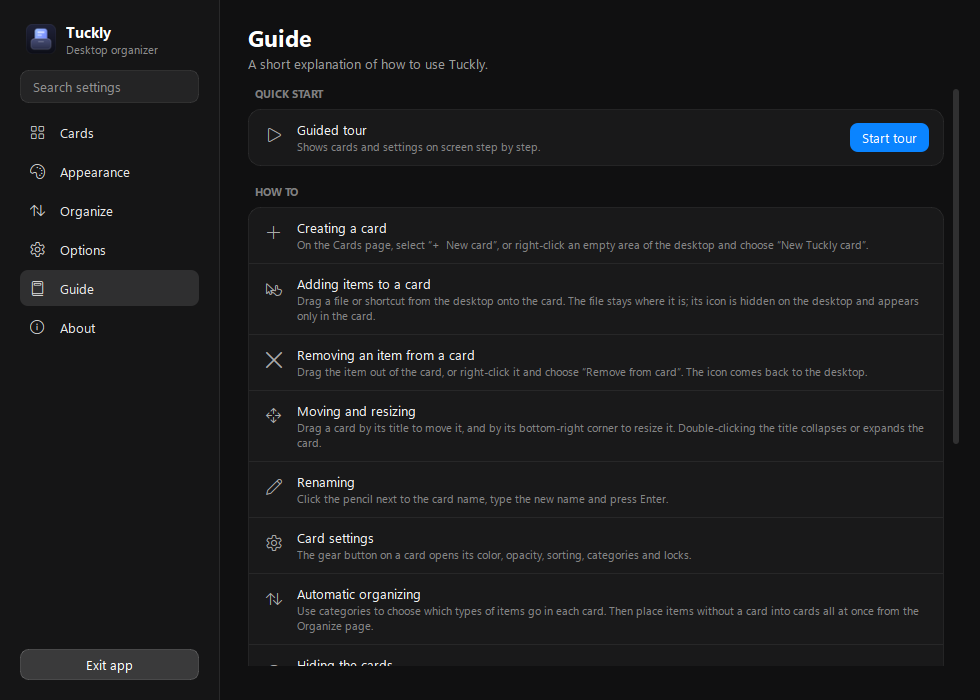 Tuckly
Desktop organizer
Search settings
Cards
Appearance
Organize
Options
Guide
About
Exit app
Guide
A short explanation of how to use Tuckly.
QUICK START
Guided tour
Shows cards and settings on screen step by step.
Start tour
HOW TO
Creating a card
On the Cards page, select “+ New card”, or right-click an empty area of the desktop and choose “New Tuckly card”.
Adding items to a card
Drag a file or shortcut from the desktop onto the card. The file stays where it is; its icon is hidden on the desktop and appears
only in the card.
Removing an item from a card
Drag the item out of the card, or right-click it and choose “Remove from card”. The icon comes back to the desktop.
Moving and resizing
Drag a card by its title to move it, and by its bottom-right corner to resize it. Double-clicking the title collapses or expands the
card.
Renaming
Click the pencil next to the card name, type the new name and press Enter.
Card settings
The gear button on a card opens its color, opacity, sorting, categories and locks.
Automatic organizing
Use categories to choose which types of items go in each card. Then place items without a card into cards all at once from the
Organize page.
Hiding the cards